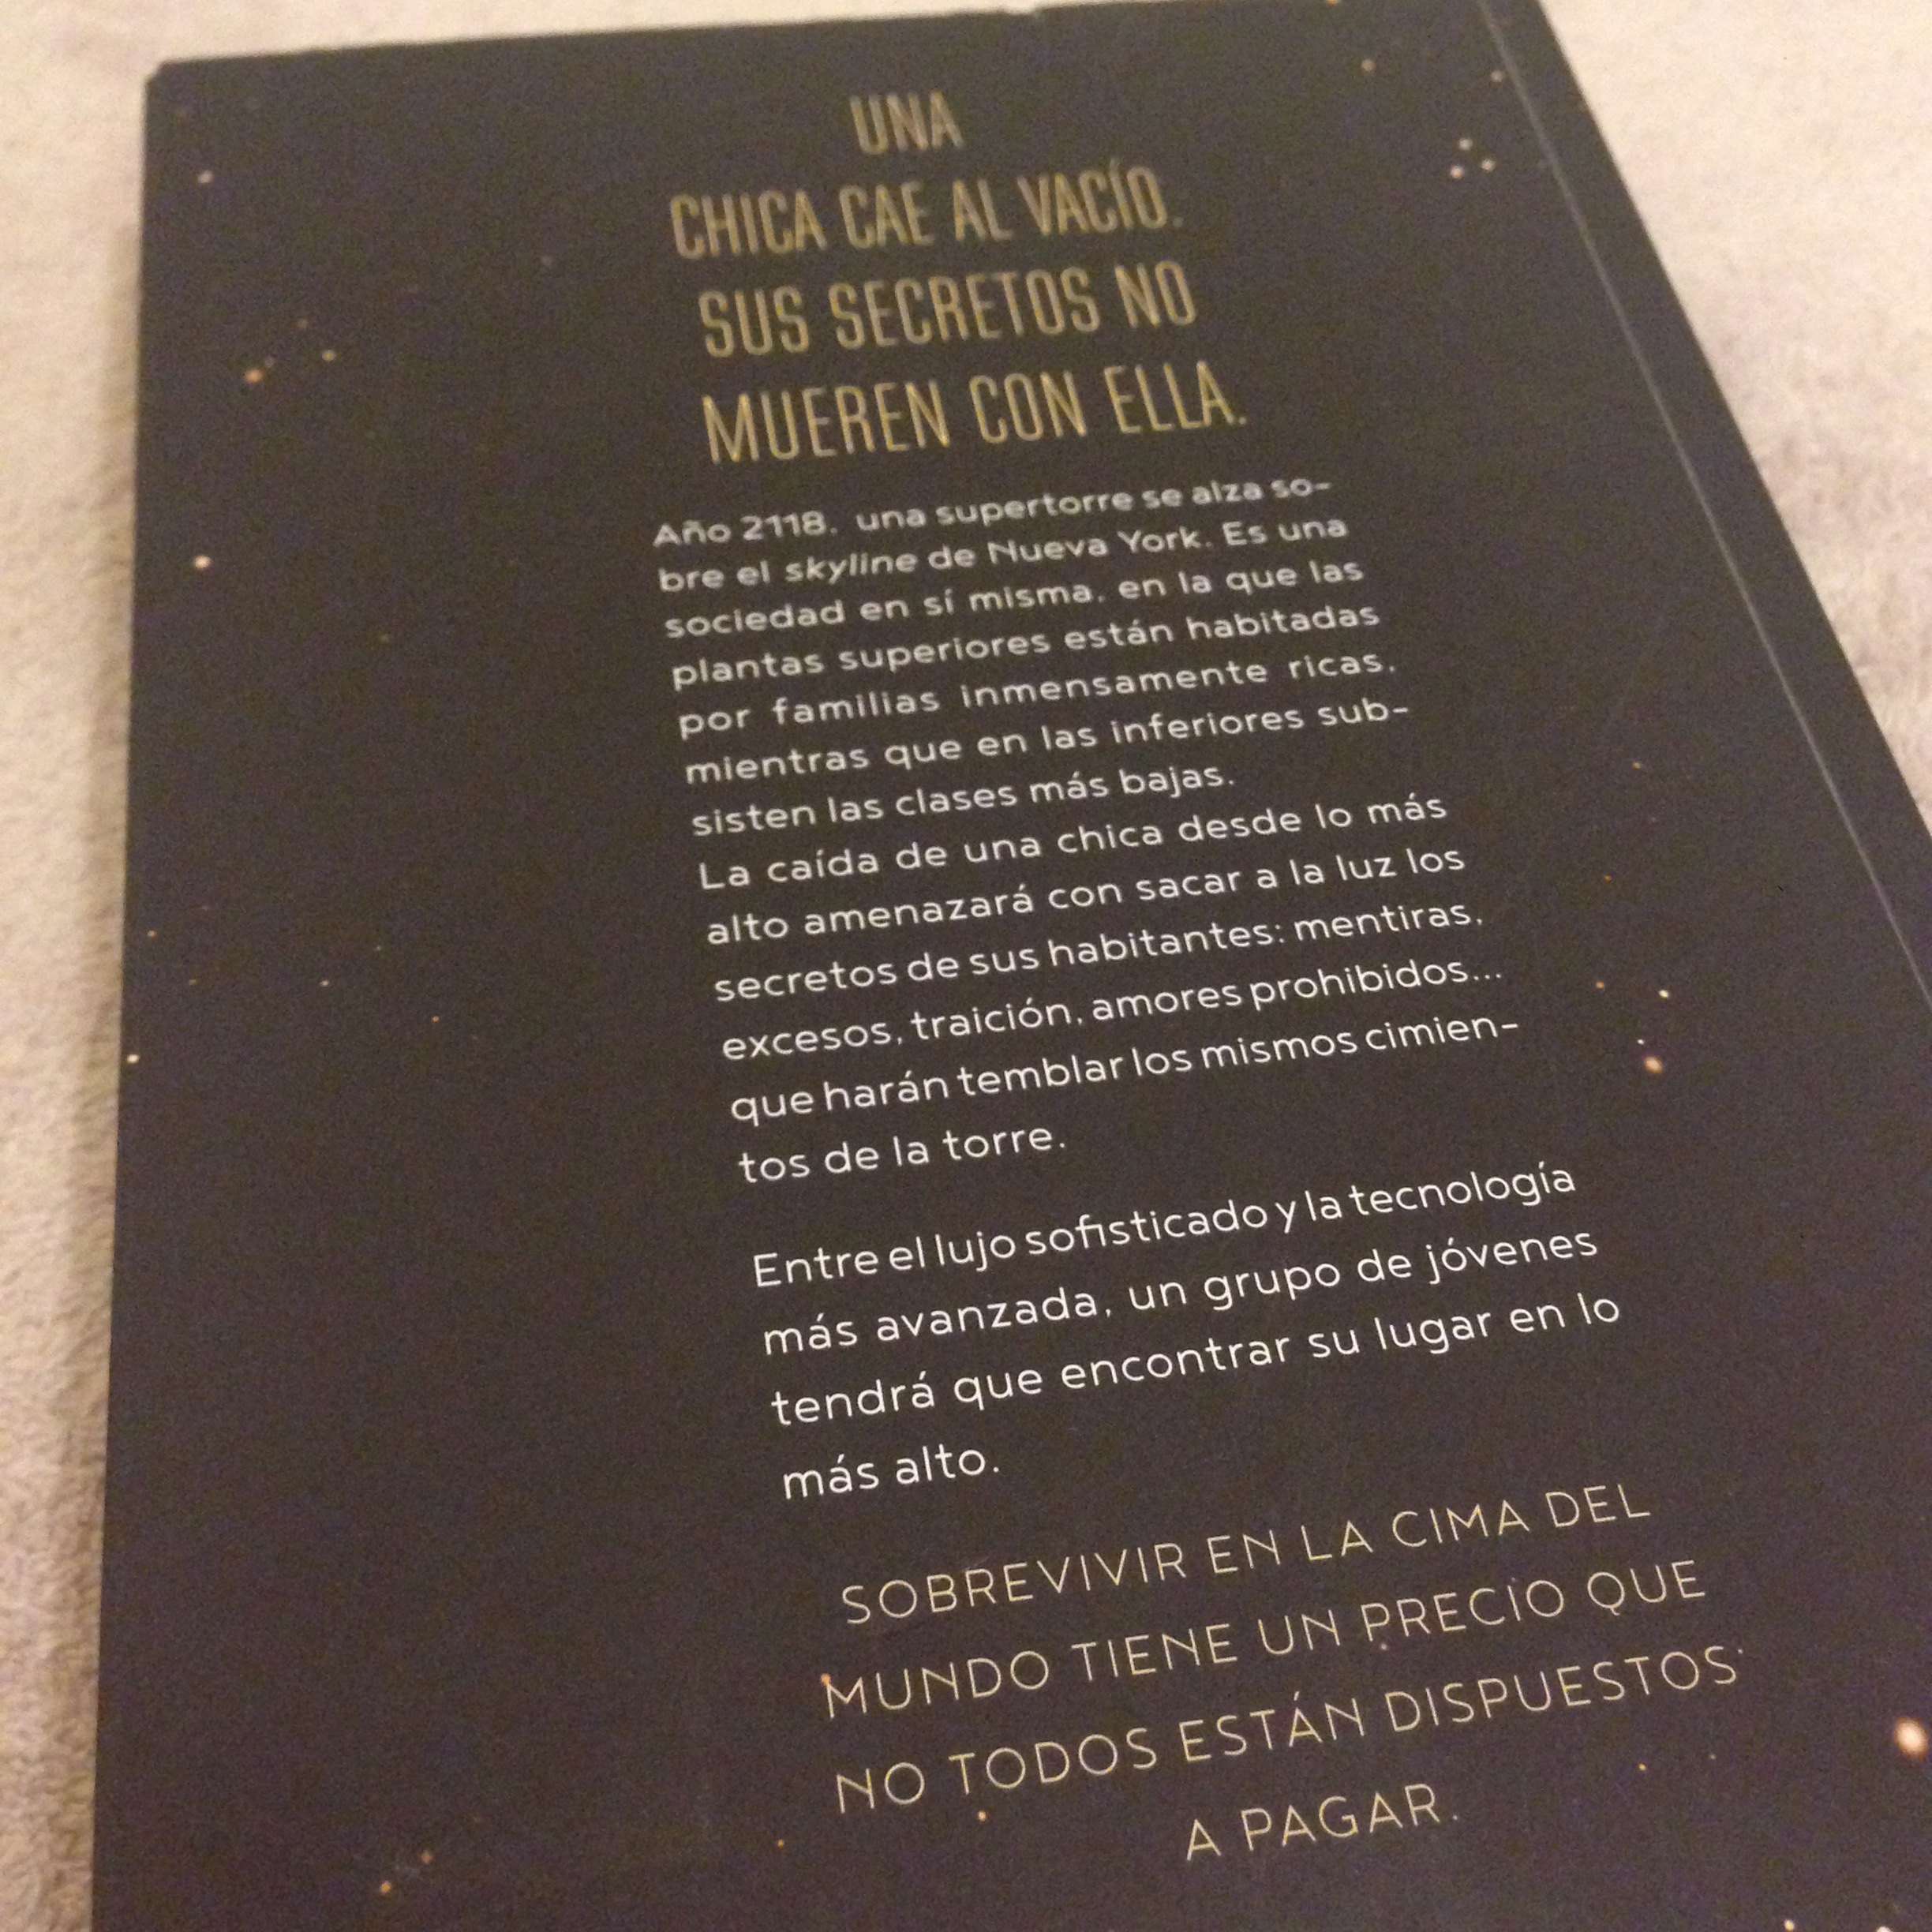 UNA
CHICA CAE AL VACÍO.
SUS SECRETOS NO
MUEREN CON ELLA.
Año 2118, una supertorre se alza so-
bre el skyline de Nueva York. Es una
sociedad en sí misma, en la que las
plantas superiores están habitadas
por familias inmensamente ricas,
mientras que en las inferiores sub-
sisten las clases más bajas.
La caída de una chica desde lo más
alto amenazará con sacar a la luz los
secretos de sus habitantes: mentiras,
excesos, traición, amores prohibidos...
que harán temblar los mismos cimien-
tos de la torre.
Entre el lujo sofisticado y la tecnología
más avanzada, un grupo de jóvenes
tendrá que encontrar su lugar en lo
más alto.
SOBREVIVIR EN LA CIMA DEL
MUNDO TIENE UN PRECIO QUE
NO TODOS ESTÁN DISPUESTOS
A PAGAR.